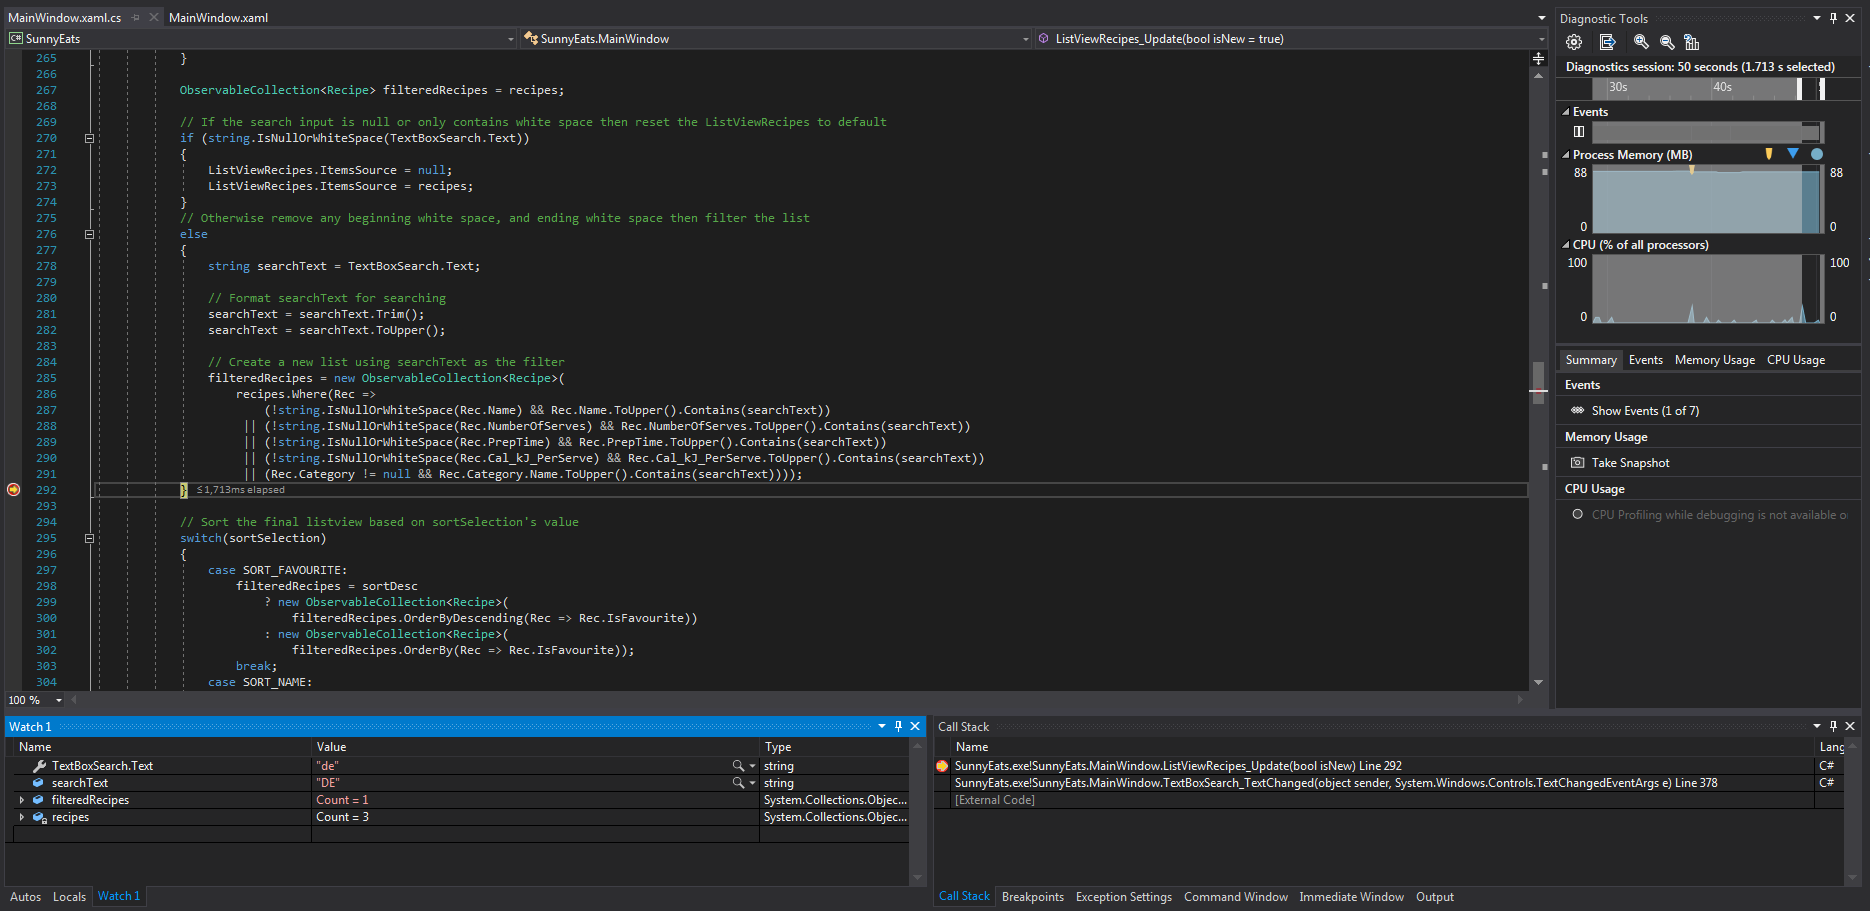 MainWindow.xaml.cs MainWindow.xaml
C# SunnyEats SunnyEats.MainWindow ListViewRecipes_Update(bool isNew = true)
265 }
266
267 ObservableCollection<Recipe> filteredRecipes = recipes;
268
269 // If the search input is null or only contains white space then reset the ListViewRecipes to default
270 if (string.IsNullOrWhiteSpace(TextBoxSearch.Text))
271 {
272 ListViewRecipes.ItemsSource = null;
273 ListViewRecipes.ItemsSource = recipes;
274 }
275 // Otherwise remove any beginning white space, and ending white space then filter the list
276 else
277 {
278 string searchText = TextBoxSearch.Text;
279
280 // Format searchText for searching
281 searchText = searchText.Trim();
282 searchText = searchText.ToUpper();
283
284 // Create a new list using searchText as the filter
285 filteredRecipes = new ObservableCollection<Recipe>(
286 recipes.Where(Rec =>
287 (!string.IsNullOrWhiteSpace(Rec.Name) && Rec.Name.ToUpper().Contains(searchText))
288 || (!string.IsNullOrWhiteSpace(Rec.NumberOfServes) && Rec.NumberOfServes.ToUpper().Contains(searchText))
289 || (!string.IsNullOrWhiteSpace(Rec.PrepTime) && Rec.PrepTime.ToUpper().Contains(searchText))
290 || (!string.IsNullOrWhiteSpace(Rec.Cal_kJ_PerServe) && Rec.Cal_kJ_PerServe.ToUpper().Contains(searchText))
291 || (Rec.Category != null && Rec.Category.Name.ToUpper().Contains(searchText))));
292 } ≤1,713ms elapsed
293
294 // Sort the final listview based on sortSelection's value
295 switch(sortSelection)
296 {
297 case SORT_FAVOURITE:
298 filteredRecipes = sortDesc
299 ? new ObservableCollection<Recipe>(
300 filteredRecipes.OrderByDescending(Rec => Rec.IsFavourite))
301 : new ObservableCollection<Recipe>(
302 filteredRecipes.OrderBy(Rec => Rec.IsFavourite));
303 break;
304 case SORT_NAME:
100 %
Diagnostic Tools
Diagnostics session: 50 seconds (1.713 s selected)
30s 40s
Events
Process Memory (MB)
88 88
0 0
CPU (% of all processors)
100 100
0 0
Summary Events Memory Usage CPU Usage
Events
Show Events (1 of 7)
Memory Usage
Take Snapshot
CPU Usage
CPU Profiling while debugging is not available o
Watch 1
Name Value Type
TextBoxSearch.Text "de" string
searchText "DE" string
filteredRecipes Count = 1 System.Collections.Objec...
recipes Count = 3 System.Collections.Objec...
Autos Locals Watch 1
Call Stack
Name Lang
SunnyEats.exe!SunnyEats.MainWindow.ListViewRecipes_Update(bool isNew) Line 292 C#
SunnyEats.exe!SunnyEats.MainWindow.TextBoxSearch_TextChanged(object sender, System.Windows.Controls.TextChangedEventArgs e) Line 378 C#
[External Code]
Call Stack Breakpoints Exception Settings Command Window Immediate Window Output